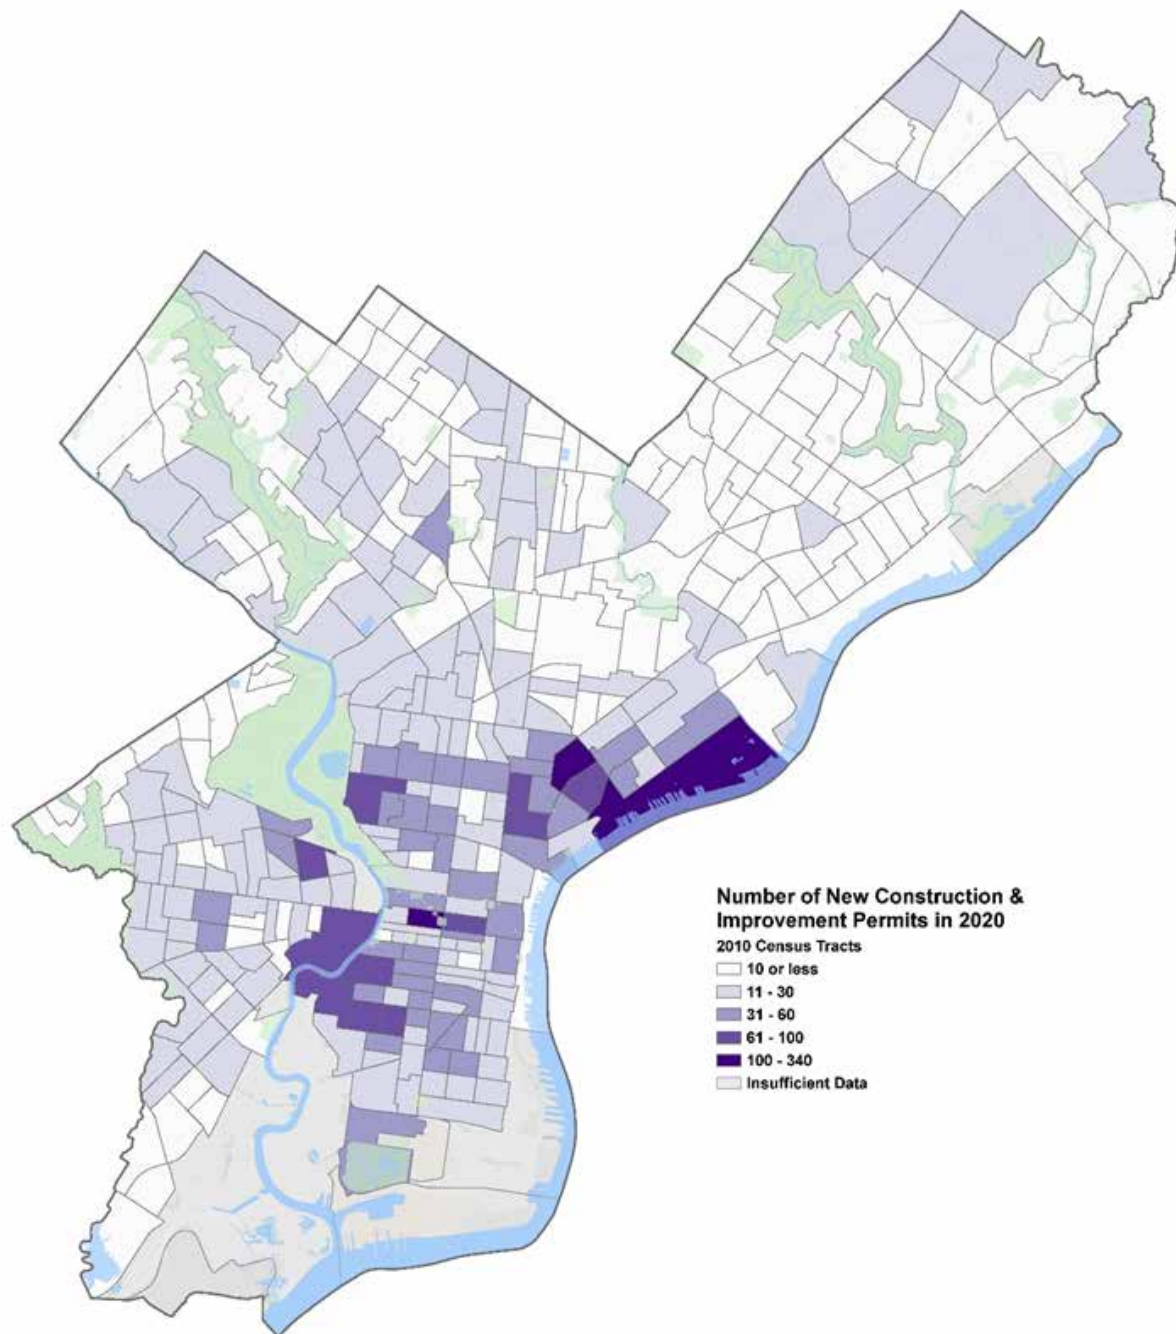 Number of New Construction &
Improvement Permits in 2020
2010 Census Tracts
10 or less
11 - 30
31 - 60
61 - 100
100 - 340
Insufficient Data